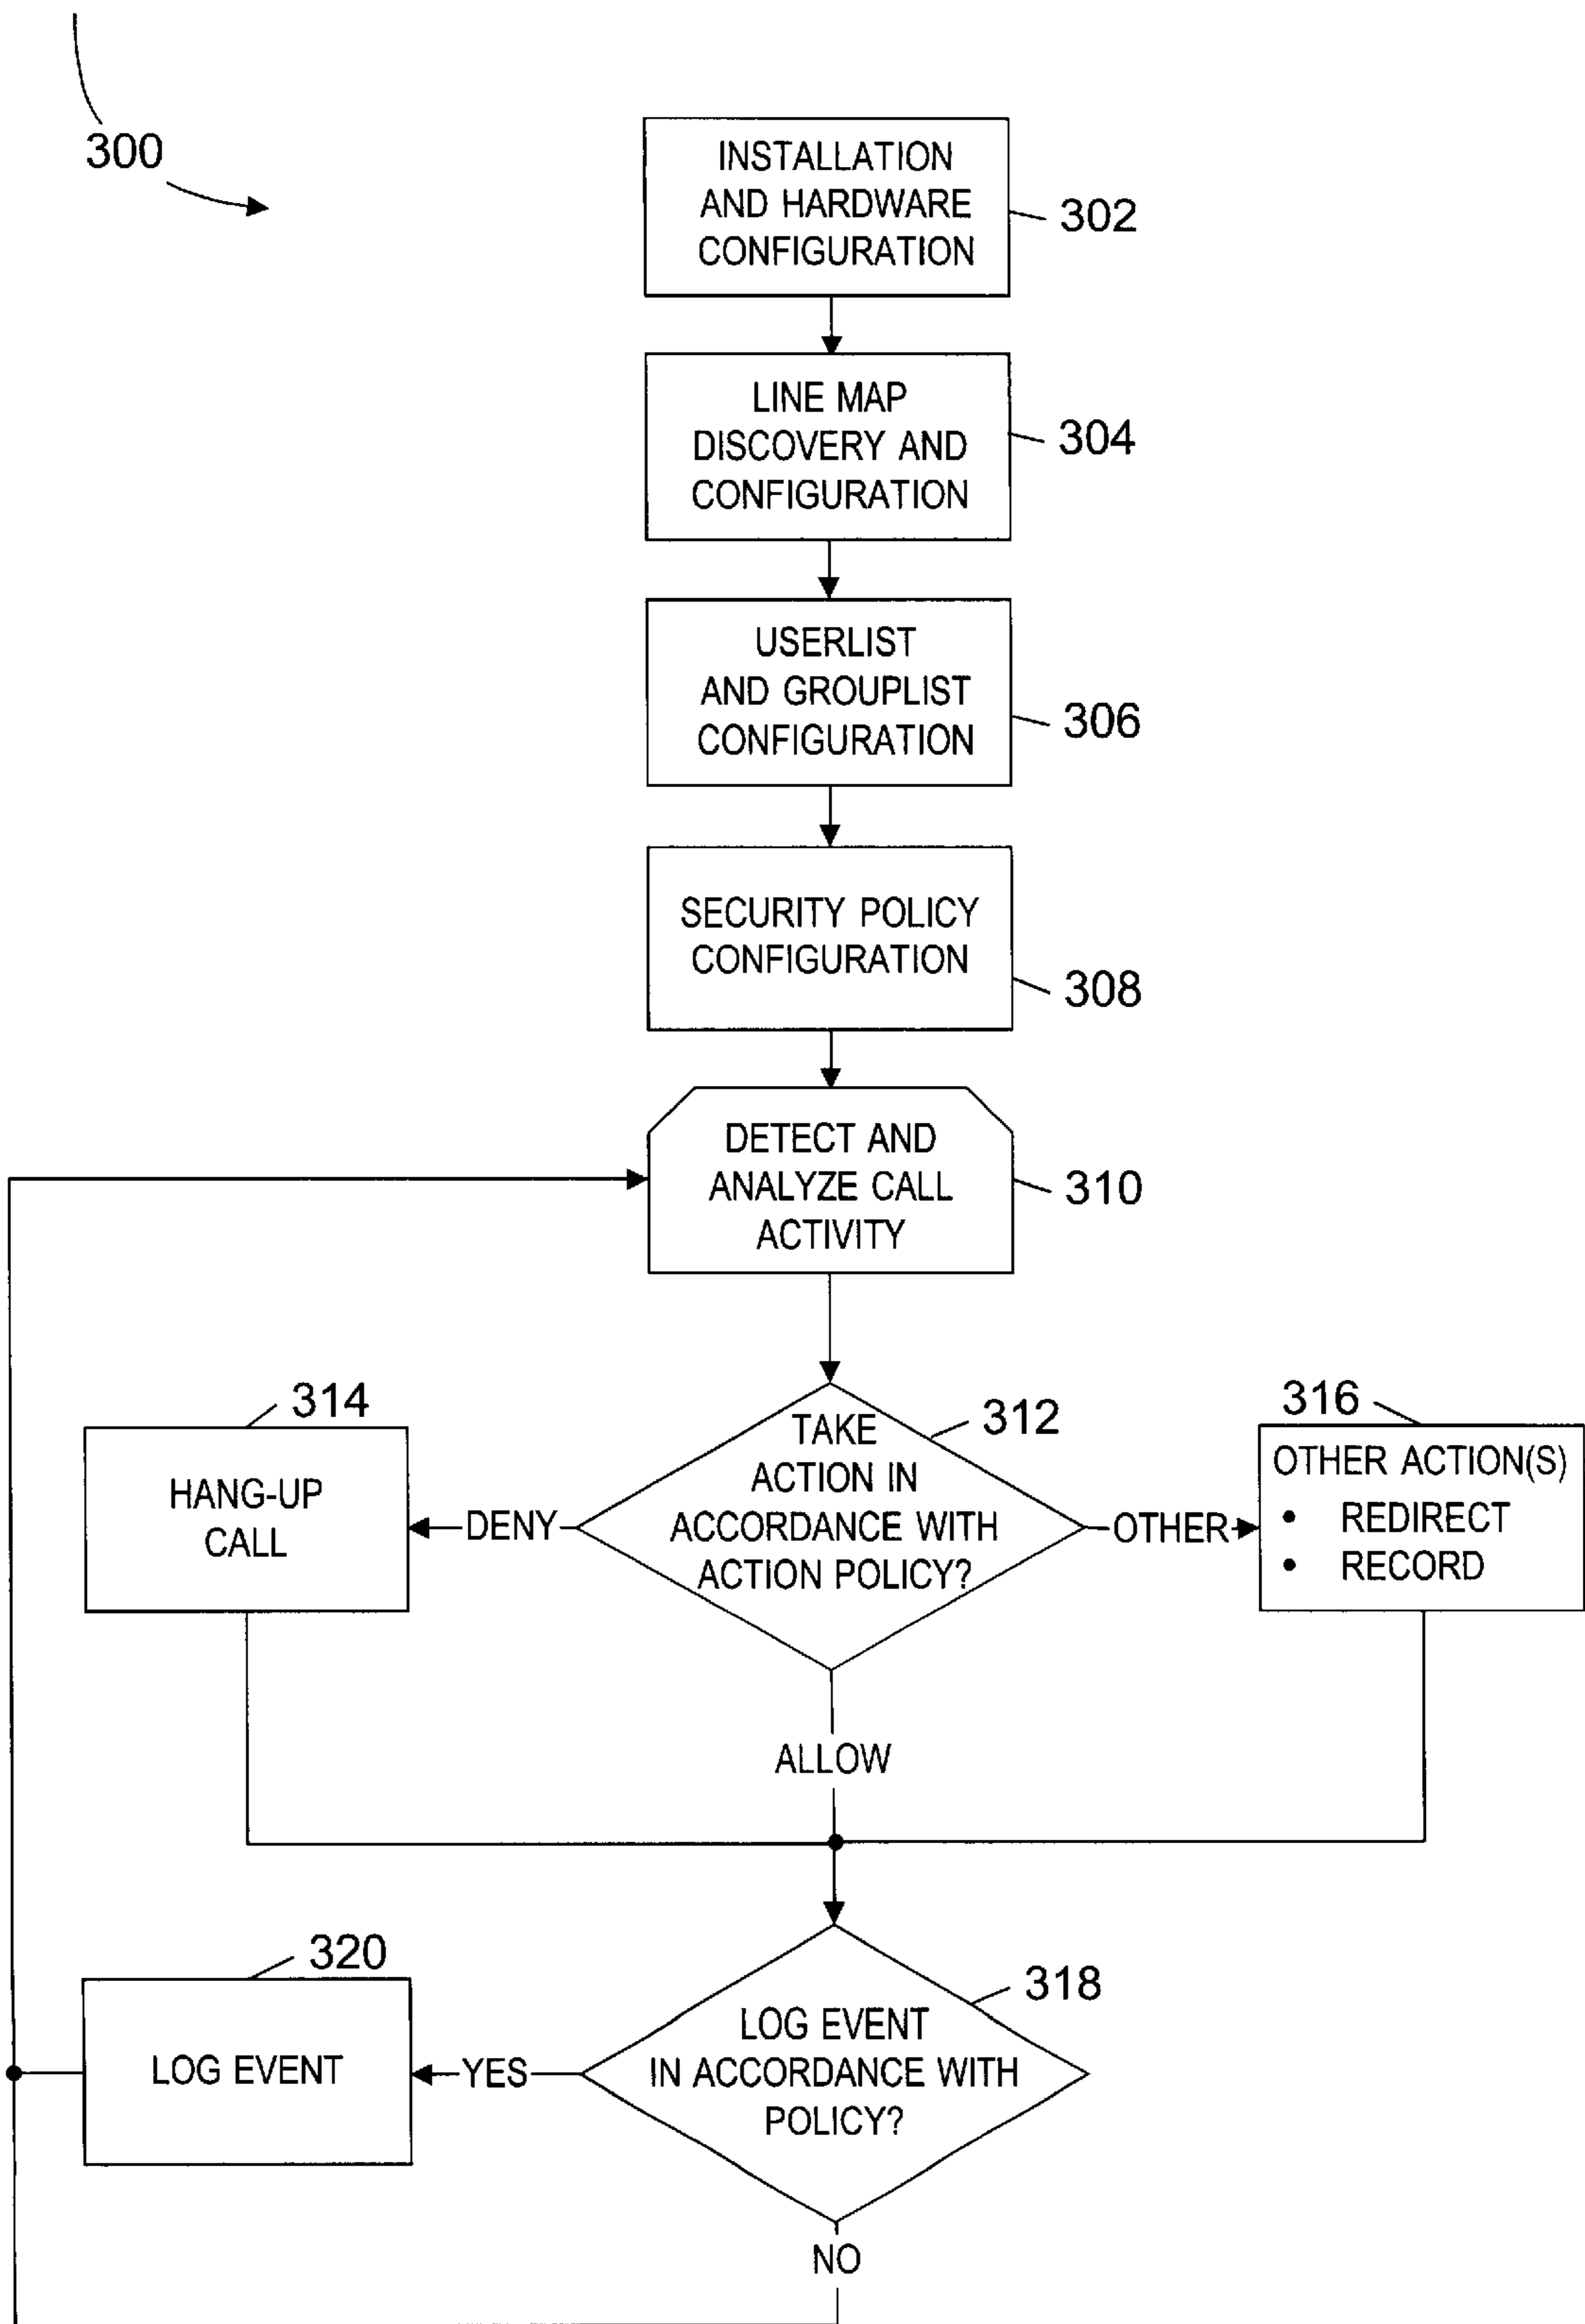 300
INSTALLATION
AND HARDWARE
CONFIGURATION
302
LINE MAP
DISCOVERY AND
CONFIGURATION
304
USERLIST
AND GROUPLIST
CONFIGURATION
306
SECURITY POLICY
CONFIGURATION
308
DETECT AND
ANALYZE CALL
ACTIVITY
310
314
HANG-UP
CALL
DENY
TAKE
ACTION IN
ACCORDANCE WITH
ACTION POLICY?
312
OTHER
316
OTHER ACTION(S)
• REDIRECT
• RECORD
ALLOW
320
LOG EVENT
YES
LOG EVENT
IN ACCORDANCE WITH
POLICY?
318
NO